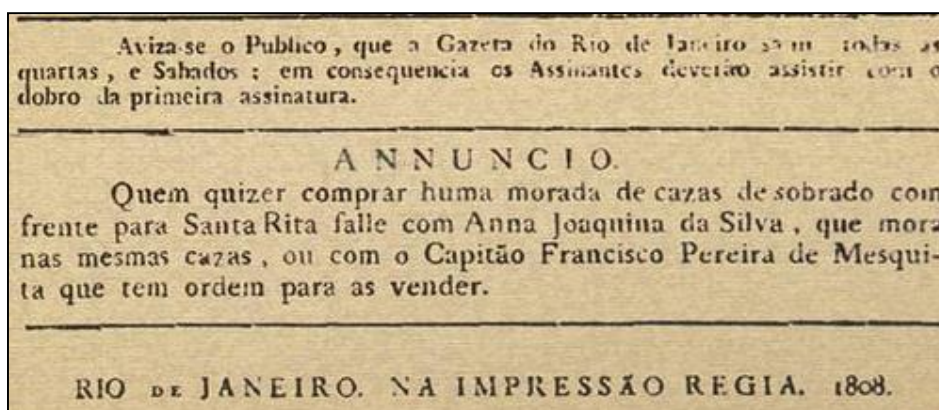 Aviza-se o Publico, que a Gazeta do Rio de Janeiro todas as
quartas, e Sabados; em consequencia os Assinantes deverão assistir com o
dobro da primeira assinatura.
ANNUNCIO.
Quem quizer comprar huma morada de cazas de sobrado com
frente para Santa Rita falle com Anna Joaquina da Silva, que mora
nas mesmas cazas, ou com o Capitão Francisco Pereira de Mesqui-
ta que tem ordem para as vender.
RIO DE JANEIRO. NA IMPRESSÃO REGIA. 1808.